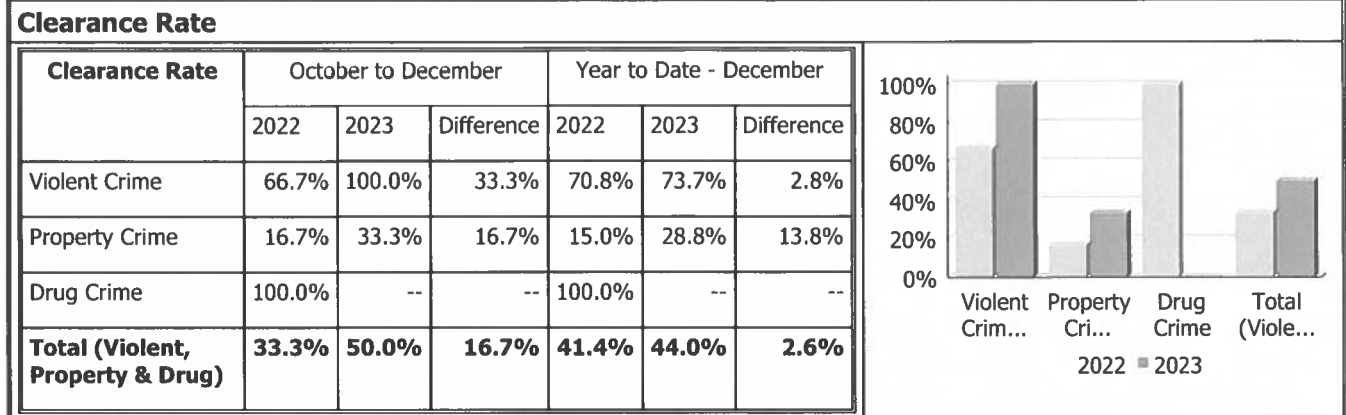 Clearance Rate
Clearance Rate October to December Year to Date - December
2022 2023 Difference 2022 2023 Difference
Violent Crime 66.7% 100.0% 33.3% 70.8% 73.7% 2.8%
Property Crime 16.7% 33.3% 16.7% 15.0% 28.8% 13.8%
Drug Crime 100.0% -- -- 100.0% -- --
Total (Violent, 33.3% 50.0% 16.7% 41.4% 44.0% 2.6%
Property & Drug)
100%
80%
60%
40%
20%
0%
Violent Property Drug Total
Crim... Cri... Crime (Viole...
2022 2023